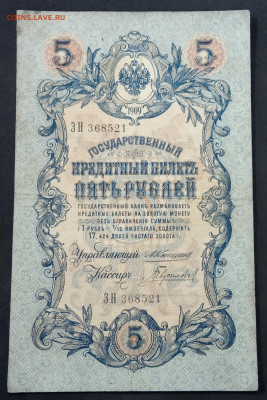 coins.lave.ru
5 5
1909
ЗН 368521
ГОСУДАРСТВЕННЫЙ
КРЕДИТНЫЙ БИЛЕТЪ
ПЯТЬ РУБЛЕЙ
ГОСУДАРСТВЕННЫЙ БАНКЪ РАЗМѢНИВАЕТЪ
КРЕДИТНЫЕ БИЛЕТЫ НА ЗОЛОТУЮ МОНЕТУ
БЕЗЪ ОГРАНИЧЕНІЯ СУММЫ
(1 РУБЛЬ = 1/15 ИМПЕРІАЛА, СОДЕРЖИТЪ
17,424 ДОЛЕЙ ЧИСТАГО ЗОЛОТА)
Управляющій
Кассиръ
ЗН 368521
5